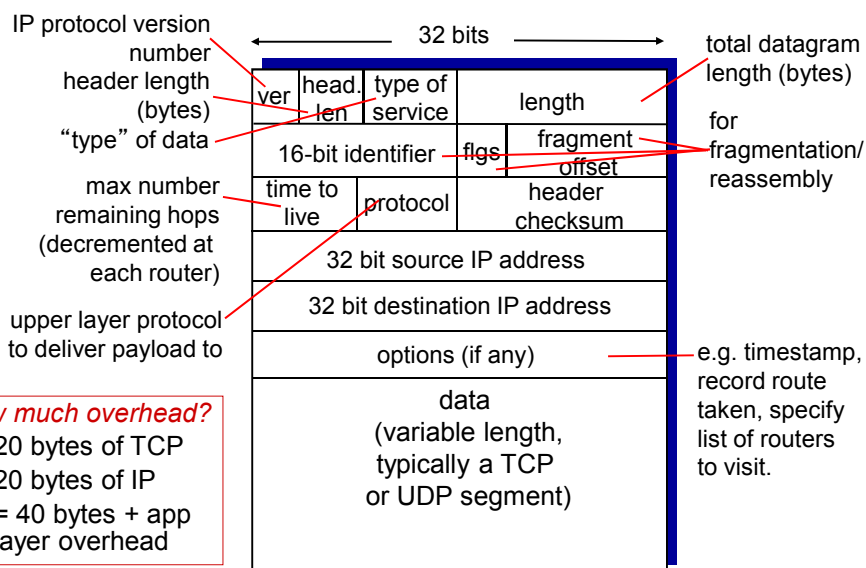 IP protocol version
number
header length
(bytes)
“type” of data
max number
remaining hops
(decremented at
each router)
upper layer protocol
to deliver payload to
much overhead?
20 bytes of TCP
20 bytes of IP
= 40 bytes + app
ayer overhead
32 bits
ver
head.
len
type of
service
length
16-bit identifier
flgs
fragment
offset
time to
live
protocol
header
checksum
32 bit source IP address
32 bit destination IP address
options (if any)
data
(variable length,
typically a TCP
or UDP segment)
total datagram
length (bytes)
for
fragmentation/
reassembly
e.g. timestamp,
record route
taken, specify
list of routers
to visit.